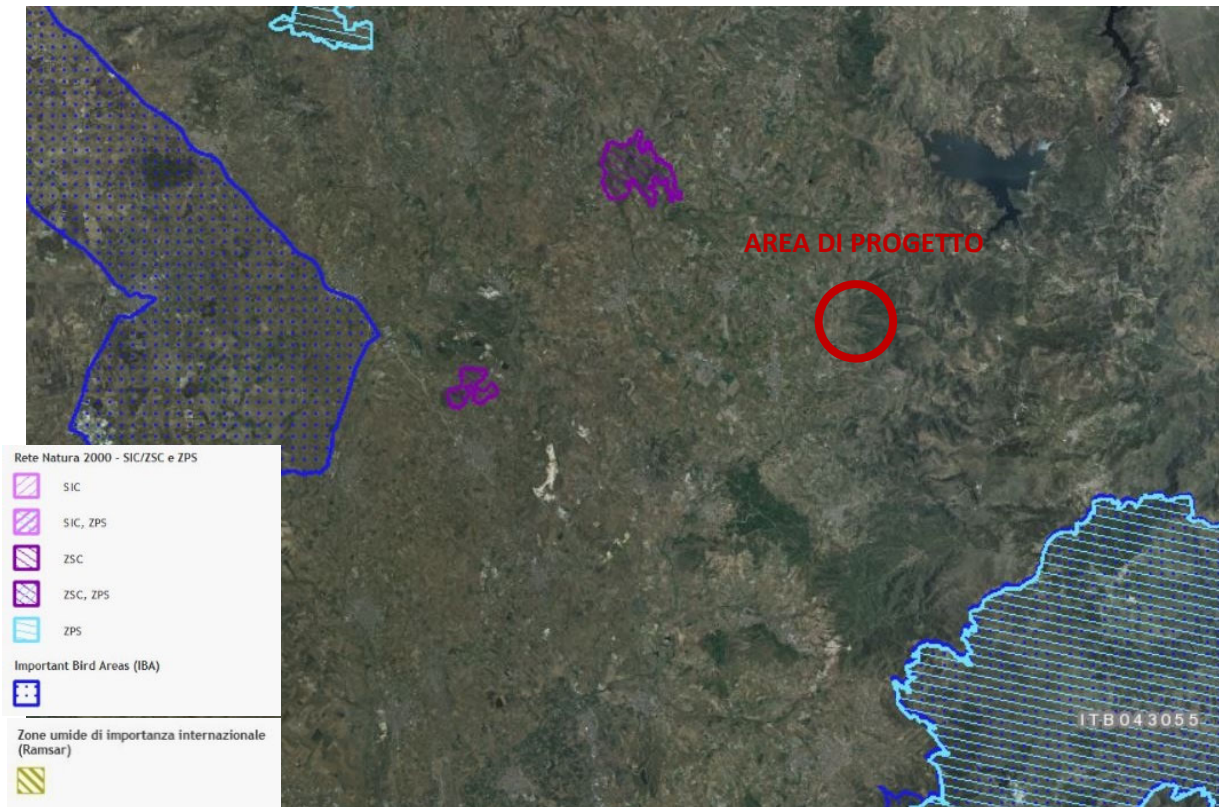 AREA DI PROGETTO
Rete Natura 2000 - SIC/ZSC e ZPS
SIC
SIC, ZPS
ZSC
ZSC, ZPS
ZPS
Important Bird Areas (IBA)
Zone umide di importanza internazionale
(Ramsar)
ITB043055